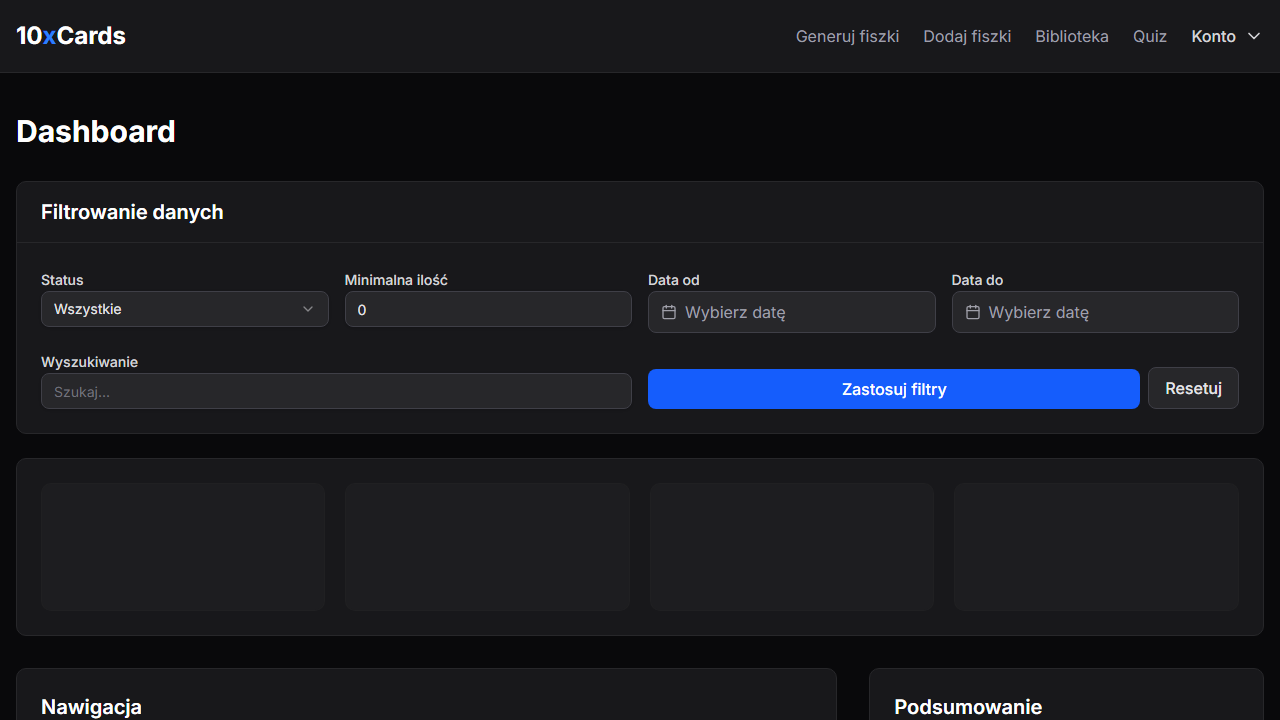 10xCards
Generuj fiszki
Dodaj fiszki
Biblioteka
Quiz
Konto
Dashboard
Filtrowanie danych
Status
Minimalna ilość
Data od
Data do
Wszystkie
0
Wybierz datę
Wybierz datę
Wyszukiwanie
Szukaj...
Zastosuj filtry
Resetuj
Nawigacja
Podsumowanie